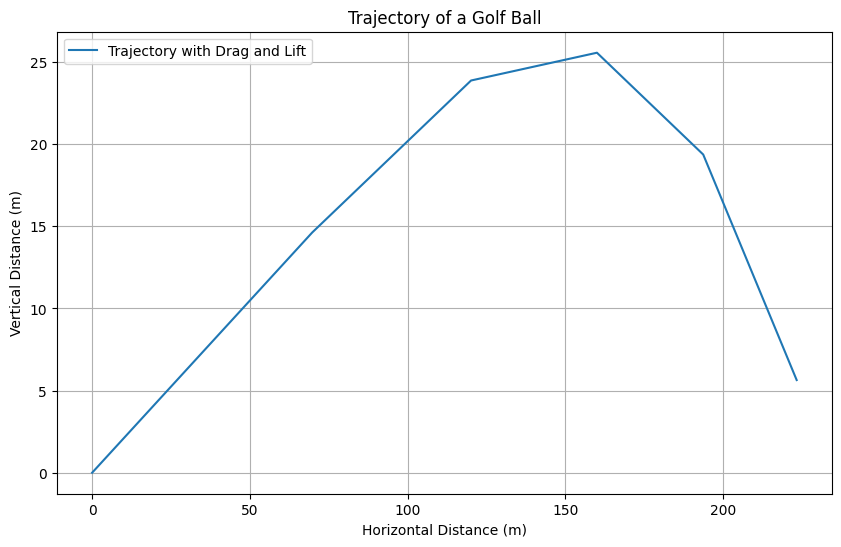 Trajectory of a Golf Ball
Trajectory with Drag and Lift
25
20
15
10
5
0
Vertical Distance (m)
0 50 100 150 200
Horizontal Distance (m)